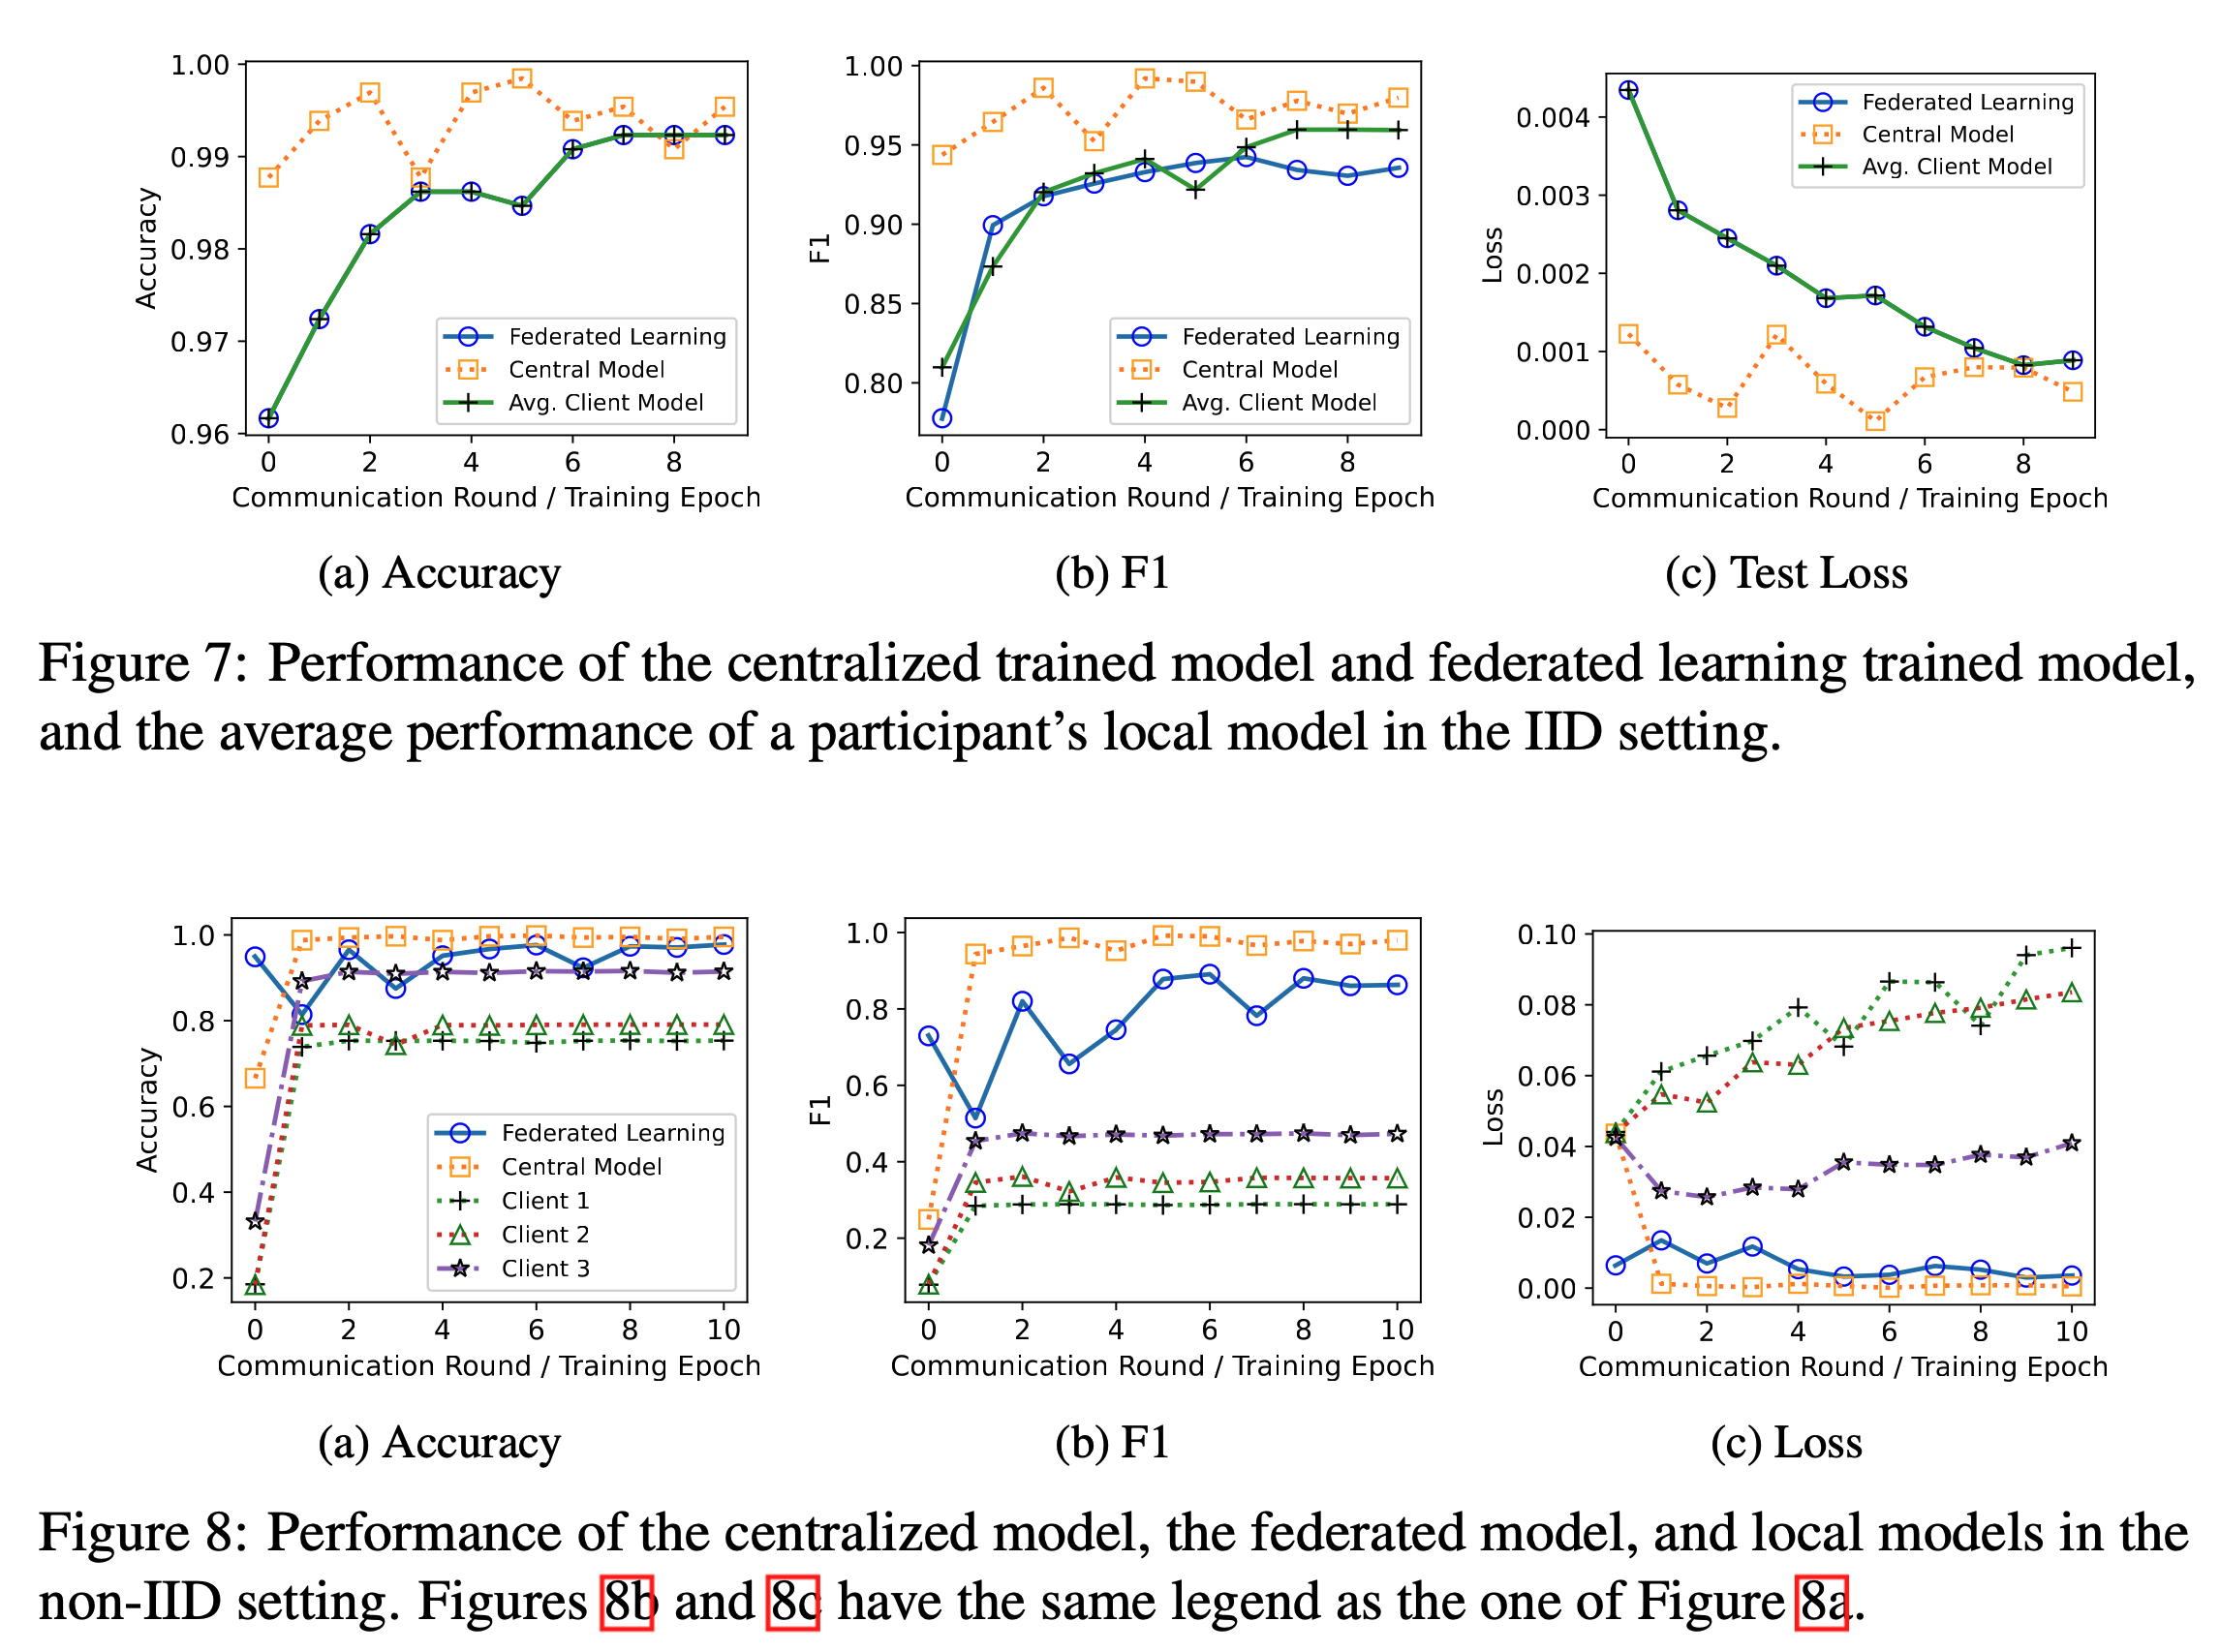 1.00
0.99
0.98
0.97
0.96
Accuracy
Federated Learning
Central Model
Avg. Client Model
0 2 4 6 8
Communication Round / Training Epoch
(a) Accuracy
1.00
0.95
0.90
0.85
0.80
F1
Federated Learning
Central Model
Avg. Client Model
0 2 4 6 8
Communication Round / Training Epoch
(b) F1
0.004
0.003
0.002
0.001
0.000
Loss
Federated Learning
Central Model
Avg. Client Model
0 2 4 6 8
Communication Round / Training Epoch
(c) Test Loss
Figure 7: Performance of the centralized trained model and federated learning trained model,
and the average performance of a participant’s local model in the IID setting.
1.0
0.8
0.6
0.4
0.2
Accuracy
Federated Learning
Central Model
Client 1
Client 2
Client 3
0 2 4 6 8 10
Communication Round / Training Epoch
(a) Accuracy
1.0
0.8
0.6
0.4
0.2
F1
0 2 4 6 8 10
Communication Round / Training Epoch
(b) F1
0.10
0.08
0.06
0.04
0.02
0.00
Loss
0 2 4 6 8 10
Communication Round / Training Epoch
(c) Loss
Figure 8: Performance of the centralized model, the federated model, and local models in the
non-IID setting. Figures 8b and 8c have the same legend as the one of Figure 8a.